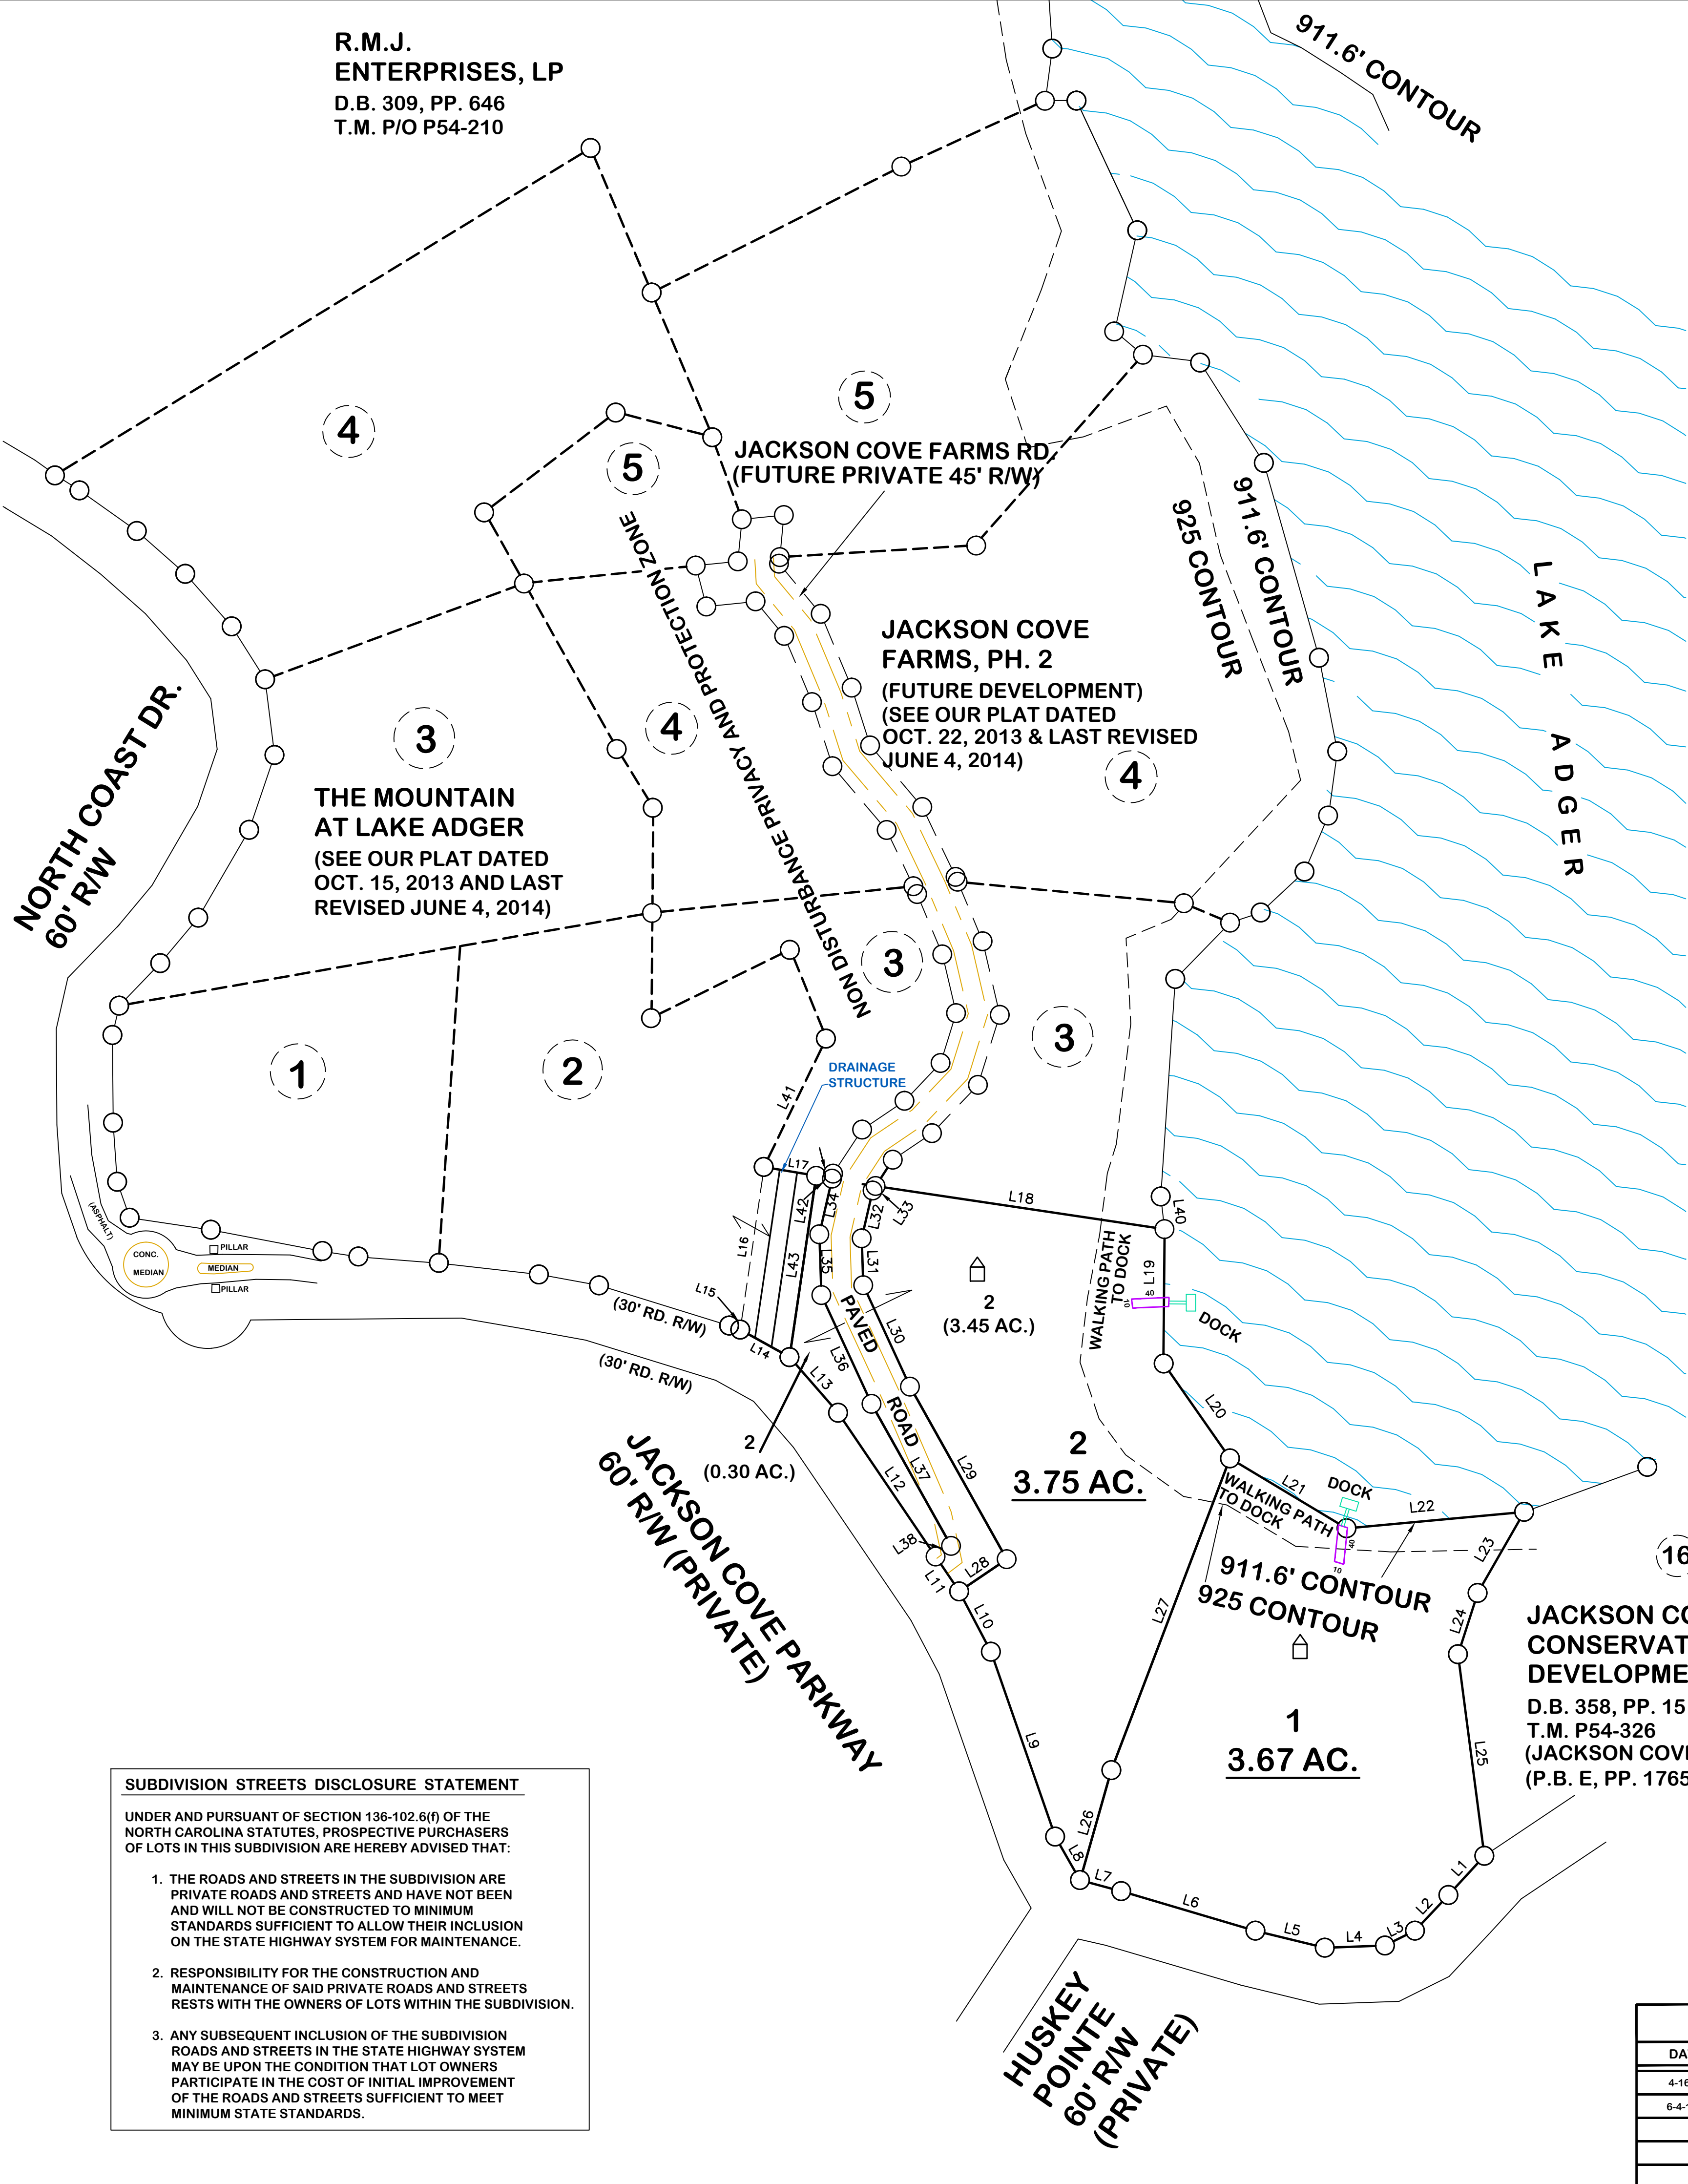 R.M.J.
ENTERPRISES, LP
D.B. 309, PP. 646
T.M. P/O P54-210
911.6' CONTOUR
4
5
5
JACKSON COVE FARMS RD.
(FUTURE PRIVATE 45' R/W)
NON DISTURBANCE PRIVACY AND PROTECTION ZONE
925 CONTOUR
911.6' CONTOUR
LAKE ADGER
JACKSON COVE
FARMS, PH. 2
(FUTURE DEVELOPMENT)
(SEE OUR PLAT DATED
OCT. 22, 2013 & LAST REVISED
JUNE 4, 2014)
4
4
3
NORTH COAST DR.
60' R/W
THE MOUNTAIN
AT LAKE ADGER
(SEE OUR PLAT DATED
OCT. 15, 2013 AND LAST
REVISED JUNE 4, 2014)
3
3
1
2
DRAINAGE
STRUCTURE
L41
L17
L42
L34
L32
L33
L18
L40
L16
L43
L35
L31
L19
WALKING PATH
TO DOCK
40
10
DOCK
(ASPHALT)
CONC.
MEDIAN
PILLAR
MEDIAN
PILLAR
L15
(30' RD. R/W)
(30' RD. R/W)
L14
L13
L36
PAVED
ROAD
L30
2
(3.45 AC.)
2
(0.30 AC.)
L12
L37
L29
2
3.75 AC.
L20
L21
WALKING PATH
TO DOCK
DOCK
40
10
L22
L23
L38
L11
L28
L10
911.6' CONTOUR
925 CONTOUR
L27
L24
16
JACKSON CO
CONSERVAT
DEVELOPME
D.B. 358, PP. 15
T.M. P54-326
(JACKSON COV
(P.B. E, PP. 1765
JACKSON COVE PARKWAY
60' R/W (PRIVATE)
L9
1
3.67 AC.
L25
L26
L8
L7
L6
L5
L4
L3
L2
L1
HUSKEY
POINTE
60' R/W
(PRIVATE)
SUBDIVISION STREETS DISCLOSURE STATEMENT
UNDER AND PURSUANT OF SECTION 136-102.6(f) OF THE
NORTH CAROLINA STATUTES, PROSPECTIVE PURCHASERS
OF LOTS IN THIS SUBDIVISION ARE HEREBY ADVISED THAT:
1. THE ROADS AND STREETS IN THE SUBDIVISION ARE
PRIVATE ROADS AND STREETS AND HAVE NOT BEEN
AND WILL NOT BE CONSTRUCTED TO MINIMUM
STANDARDS SUFFICIENT TO ALLOW THEIR INCLUSION
ON THE STATE HIGHWAY SYSTEM FOR MAINTENANCE.
2. RESPONSIBILITY FOR THE CONSTRUCTION AND
MAINTENANCE OF SAID PRIVATE ROADS AND STREETS
RESTS WITH THE OWNERS OF LOTS WITHIN THE SUBDIVISION.
3. ANY SUBSEQUENT INCLUSION OF THE SUBDIVISION
ROADS AND STREETS IN THE STATE HIGHWAY SYSTEM
MAY BE UPON THE CONDITION THAT LOT OWNERS
PARTICIPATE IN THE COST OF INITIAL IMPROVEMENT
OF THE ROADS AND STREETS SUFFICIENT TO MEET
MINIMUM STATE STANDARDS.
DA
4-16
6-4-1